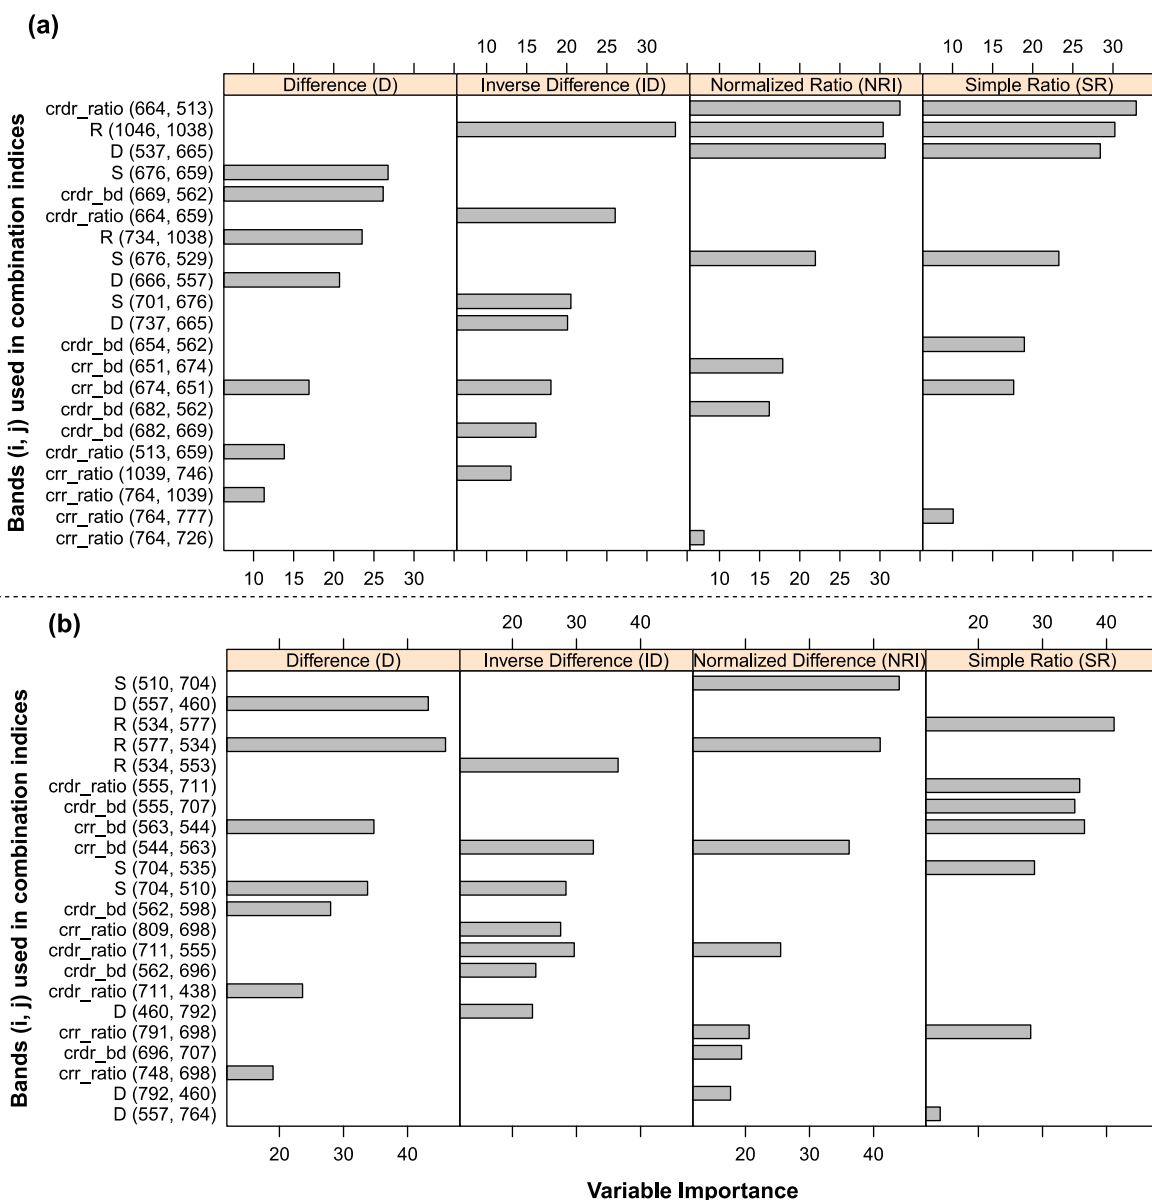 (a)
10 15 20 25 30 10 15 20 25 30
Difference (D) Inverse Difference (ID) Normalized Ratio (NRI) Simple Ratio (SR)
Bands (i, j) used in combination indices
crdr_ratio (664, 513)
R (1046, 1038)
D (537, 665)
S (676, 659)
crdr_bd (669, 562)
crdr_ratio (664, 659)
R (734, 1038)
S (676, 529)
D (666, 557)
S (701, 676)
D (737, 665)
crdr_bd (654, 562)
crr_bd (651, 674)
crr_bd (674, 651)
crdr_bd (682, 562)
crdr_bd (682, 669)
crdr_ratio (513, 659)
crr_ratio (1039, 746)
crr_ratio (764, 1039)
crr_ratio (764, 777)
crr_ratio (764, 726)
10 15 20 25 30 10 15 20 25 30
(b)
20 30 40 20 30 40
Difference (D) Inverse Difference (ID) Normalized Difference (NRI) Simple Ratio (SR)
Bands (i, j) used in combination indices
S (510, 704)
D (557, 460)
R (534, 577)
R (577, 534)
R (534, 553)
crdr_ratio (555, 711)
crdr_bd (555, 707)
crr_bd (563, 544)
crr_bd (544, 563)
S (704, 535)
S (704, 510)
crdr_bd (562, 598)
crr_ratio (809, 698)
crdr_ratio (711, 555)
crdr_bd (562, 696)
crdr_ratio (711, 438)
D (460, 792)
crr_ratio (791, 698)
crdr_bd (696, 707)
crr_ratio (748, 698)
D (792, 460)
D (557, 764)
20 30 40 20 30 40
Variable Importance